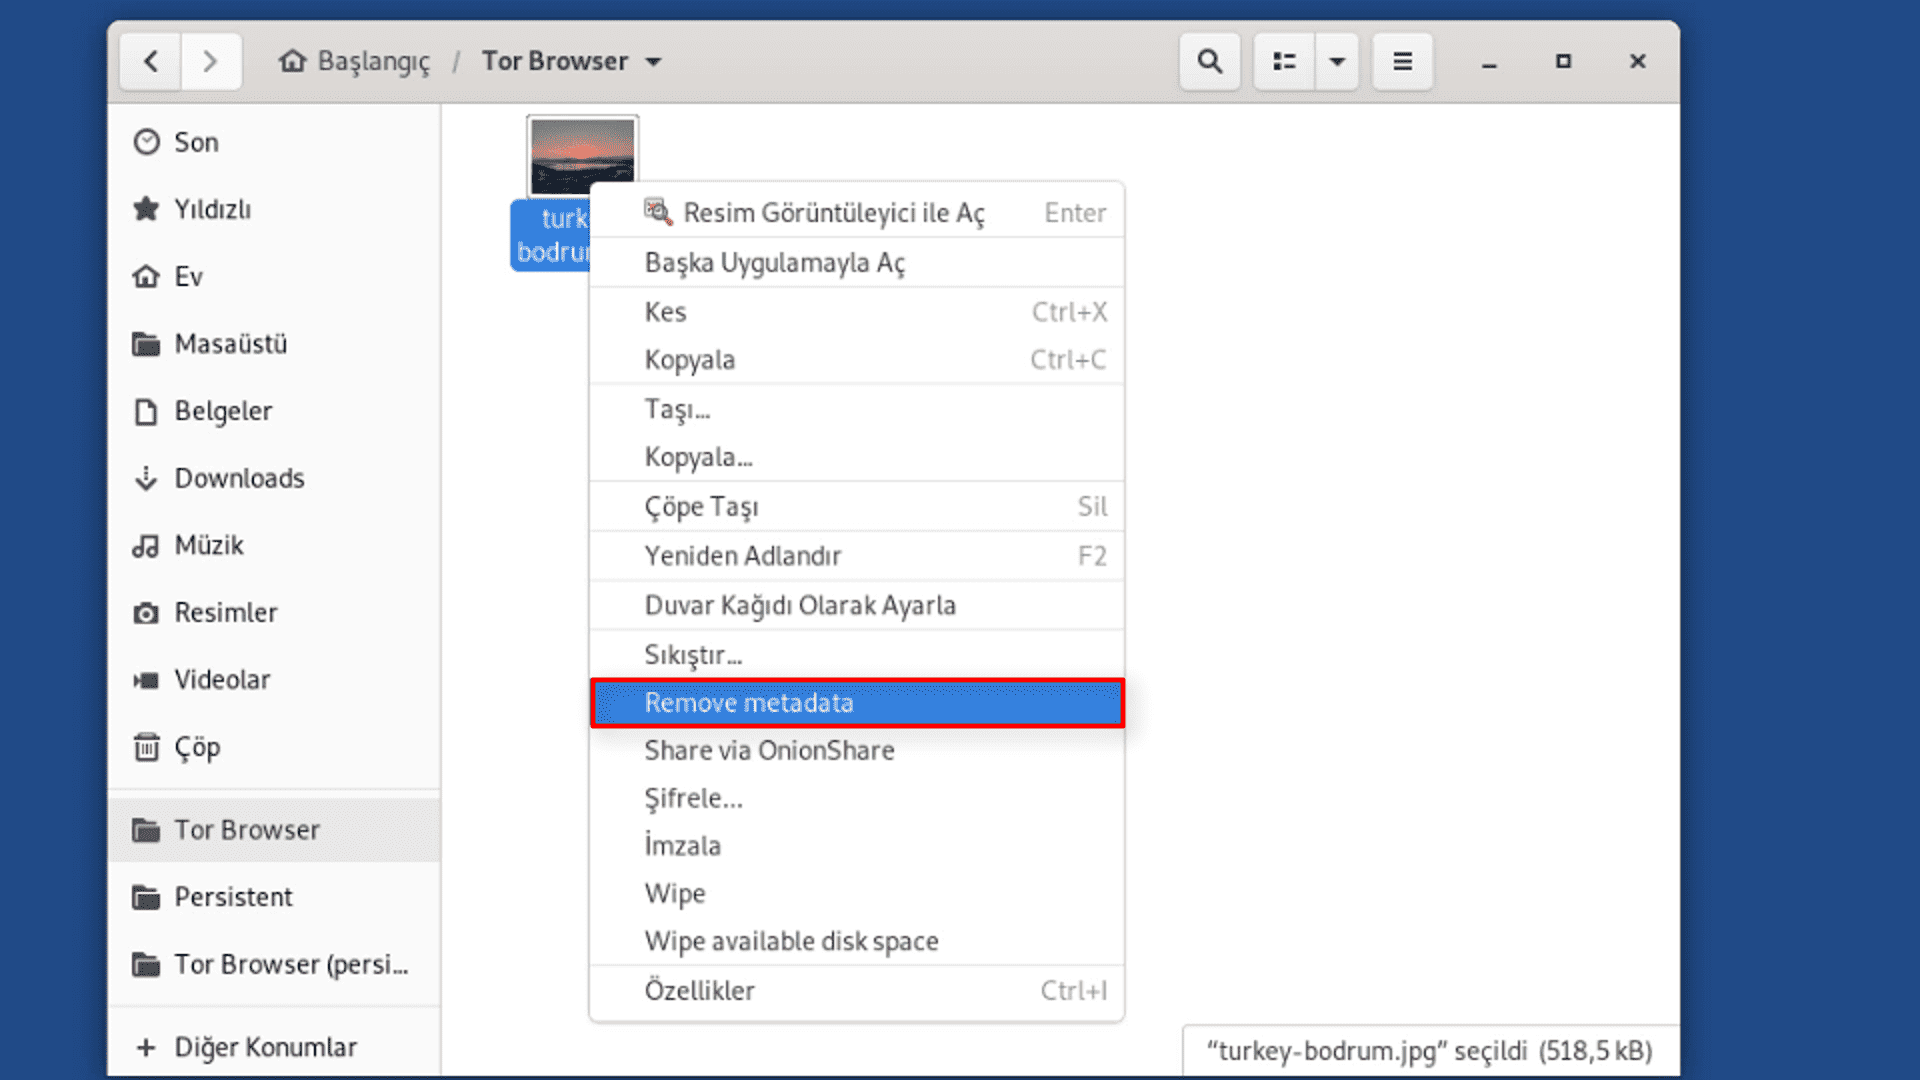 Başlangıç / Tor Browser
Son
Yıldızlı
Ev
Masaüstü
Belgeler
Downloads
Müzik
Resimler
Videolar
Çöp
Tor Browser
Persistent
Tor Browser (persi...
+ Diğer Konumlar
Resim Görüntüleyici ile Aç Enter
Başka Uygulamayla Aç
Kes Ctrl+X
Kopyala Ctrl+C
Taşı...
Kopyala...
Çöpe Taşı Sil
Yeniden Adlandır F2
Duvar Kağıdı Olarak Ayarla
Sıkıştır...
Remove metadata
Share via OnionShare
Şifrele...
İmzala
Wipe
Wipe available disk space
Özellikler Ctrl+I
“turkey-bodrum.jpg” seçildi (518,5 kB)